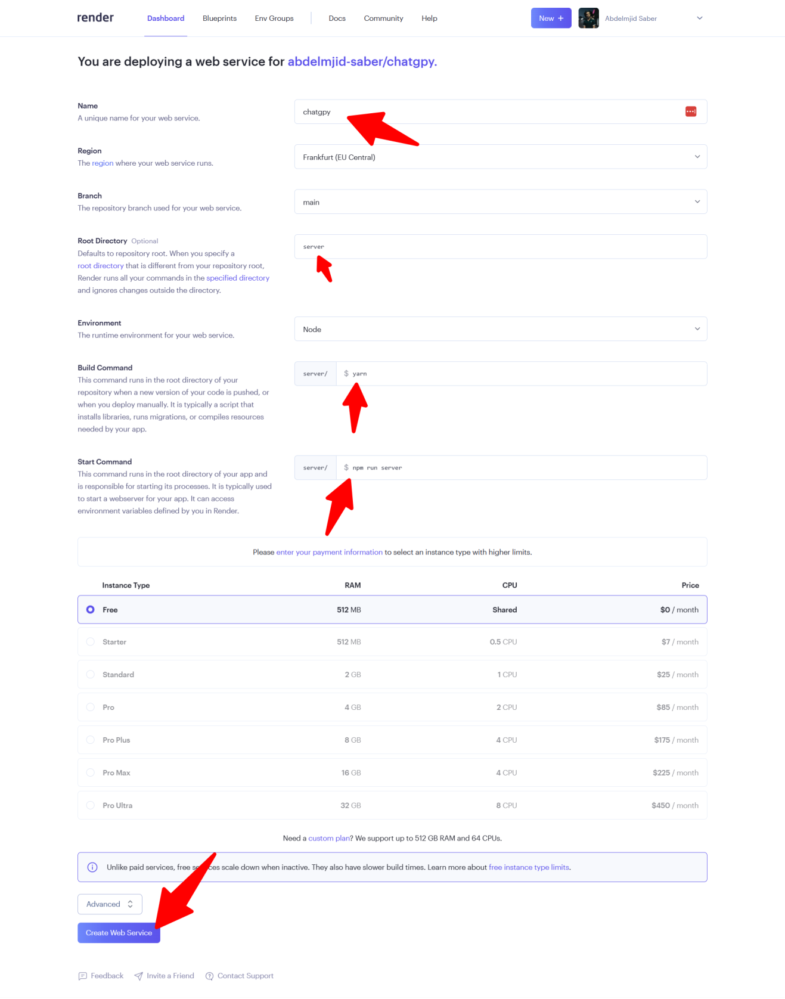 render Dashboard Blueprints Env Groups Docs Community Help New + Abdelmjid Saber
You are deploying a web service for abdelmjid-saber/chatgpy.
Name
A unique name for your web service.
chatgpy
Region
The region where your web service runs.
Frankfurt (EU Central)
Branch
The repository branch used for your web service.
main
Root Directory Optional
Defaults to repository root. When you specify a
root directory that is different from your repository root,
Render runs all your commands in the specified directory
and ignores changes outside the directory.
server
Environment
The runtime environment for your web service.
Node
Build Command
This command runs in the root directory of your
repository when a new version of your code is pushed, or
when you deploy manually. It is typically a script that
installs libraries, runs migrations, or compiles resources
needed by your app.
server/ $ yarn
Start Command
This command runs in the root directory of your app and
is responsible for starting its processes. It is typically used
to start a webserver for your app. It can access
environment variables defined by you in Render.
server/ $ npm run server
Please enter your payment information to select an instance type with higher limits.
Instance Type RAM CPU Price
Free 512 MB Shared $0 / month
Starter 512 MB 0.5 CPU $7 / month
Standard 2 GB 1 CPU $25 / month
Pro 4 GB 2 CPU $85 / month
Pro Plus 8 GB 4 CPU $175 / month
Pro Max 16 GB 4 CPU $225 / month
Pro Ultra 32 GB 8 CPU $450 / month
Need a custom plan? We support up to 512 GB RAM and 64 CPUs.
Unlike paid services, free services scale down when inactive. They also have slower build times. Learn more about free instance type limits.
Advanced
Create Web Service
Feedback Invite a Friend Contact Support